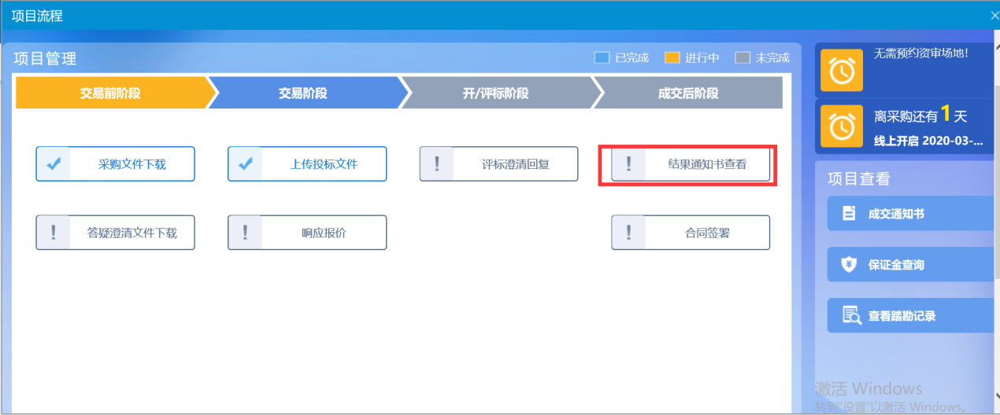 项目流程
项目管理
已完成
进行中
未完成
交易前阶段
交易阶段
开/评标阶段
成交后阶段
采购文件下载
上传投标文件
评标澄清回复
结果通知书查看
答疑澄清文件下载
响应报价
合同签署
无需预约资审场地!
离采购还有1天
线上开启 2020-03-...
项目查看
成交通知书
保证金查询
查看踏勘记录
激活 Windows
转到"设置"以激活 Windows。